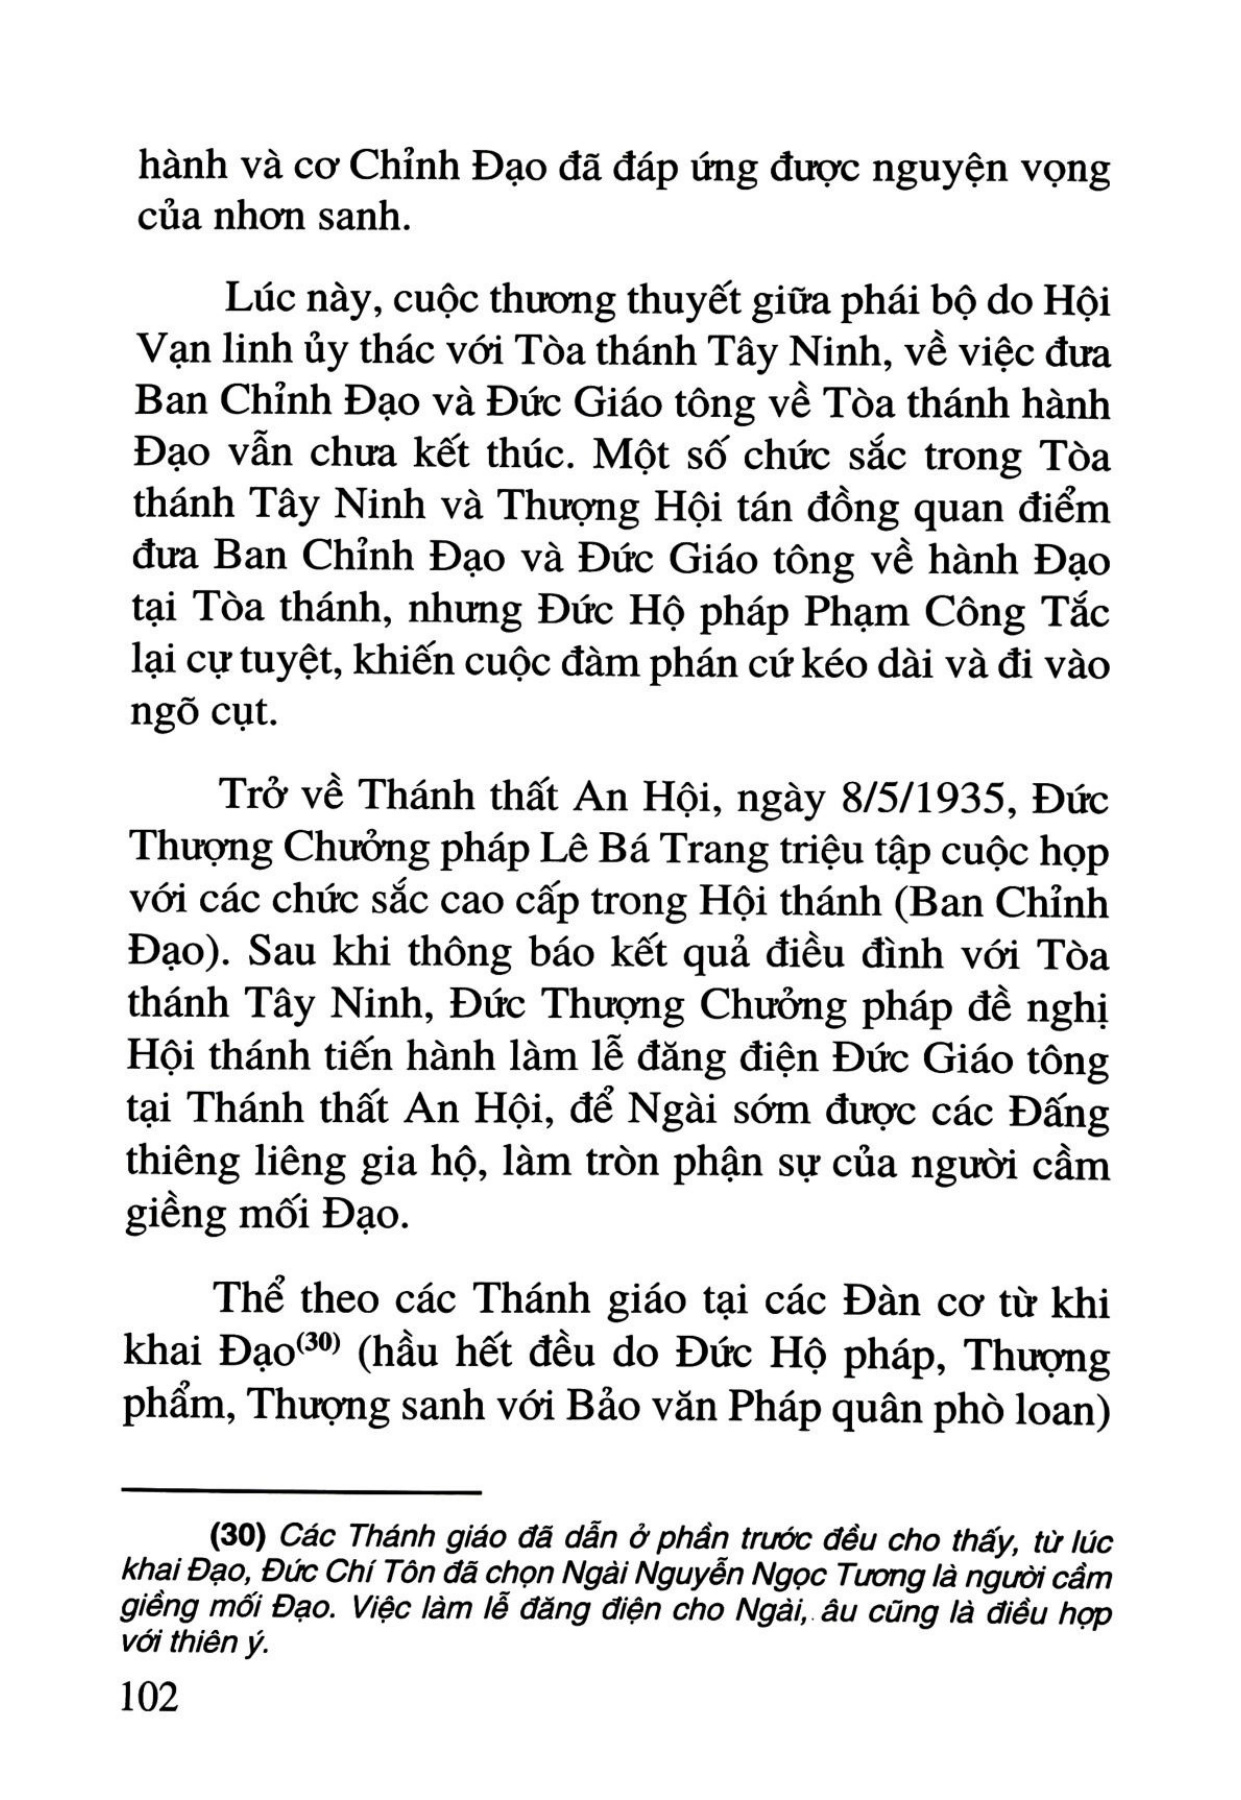 hành và cơ Chỉnh Đạo đã đáp ứng được nguyện vọng
của nhơn sanh.
Lúc này, cuộc thương thuyết giữa phái bộ do Hội
Vạn linh ủy thác với Tòa thánh Tây Ninh, về việc đưa
Ban Chỉnh Đạo và Đức Giáo tông về Tòa thánh hành
Đạo vẫn chưa kết thúc. Một số chức sắc trong Tòa
thánh Tây Ninh và Thượng Hội tán đồng quan điểm
đưa Ban Chỉnh Đạo và Đức Giáo tông về hành Đạo
tại Tòa thánh, nhưng Đức Hộ pháp Phạm Công Tắc
lại cự tuyệt, khiến cuộc đàm phán cứ kéo dài và đi vào
ngõ cụt.
Trở về Thánh thất An Hội, ngày 8/5/1935, Đức
Thượng Chưởng pháp Lê Bá Trang triệu tập cuộc họp
với các chức sắc cao cấp trong Hội thánh (Ban Chỉnh
Đạo). Sau khi thông báo kết quả điều đình với Tòa
thánh Tây Ninh, Đức Thượng Chưởng pháp đề nghị
Hội thánh tiến hành làm lễ đăng điện Đức Giáo tông
tại Thánh thất An Hội, để Ngài sớm được các Đấng
thiêng liêng gia hộ, làm tròn phận sự của người cầm
giềng mối Đạo.
Thể theo các Thánh giáo tại các Đàn cơ từ khi
khai Đạo(30) (hầu hết đều do Đức Hộ pháp, Thượng
phẩm, Thượng sanh với Bảo văn Pháp quân phò loan)
(30) Các Thánh giáo đã dẫn ở phần trước đều cho thấy, từ lúc
khai Đạo, Đức Chí Tôn đã chọn Ngài Nguyễn Ngọc Tương là người cầm
giềng mối Đạo. Việc làm lễ đăng điện cho Ngài, âu cũng là điều hợp
với thiên ý.
102